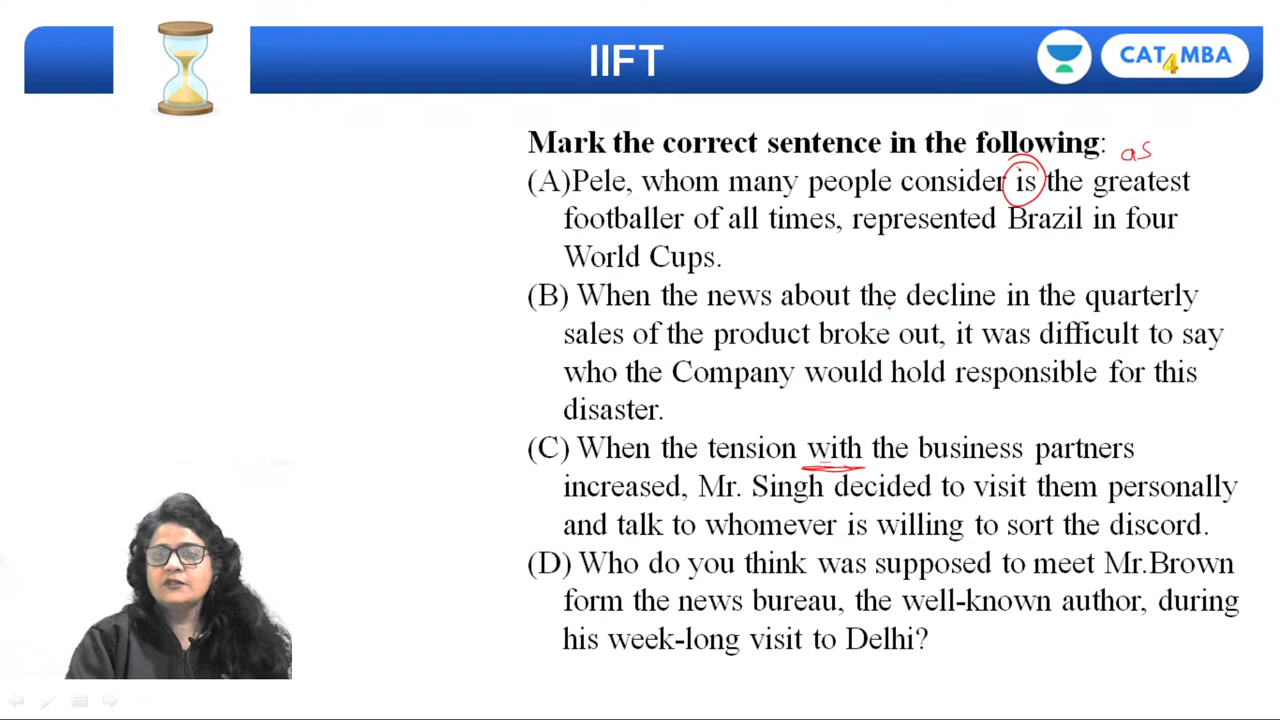 IIFT
CAT4MBA
Mark the correct sentence in the following:
as
(A)Pele, whom many people consider is the greatest
footballer of all times, represented Brazil in four
World Cups.
(B) When the news about the decline in the quarterly
sales of the product broke out, it was difficult to say
who the Company would hold responsible for this
disaster.
(C) When the tension with the business partners
increased, Mr. Singh decided to visit them personally
and talk to whomever is willing to sort the discord.
(D) Who do you think was supposed to meet Mr.Brown
form the news bureau, the well-known author, during
his week-long visit to Delhi?